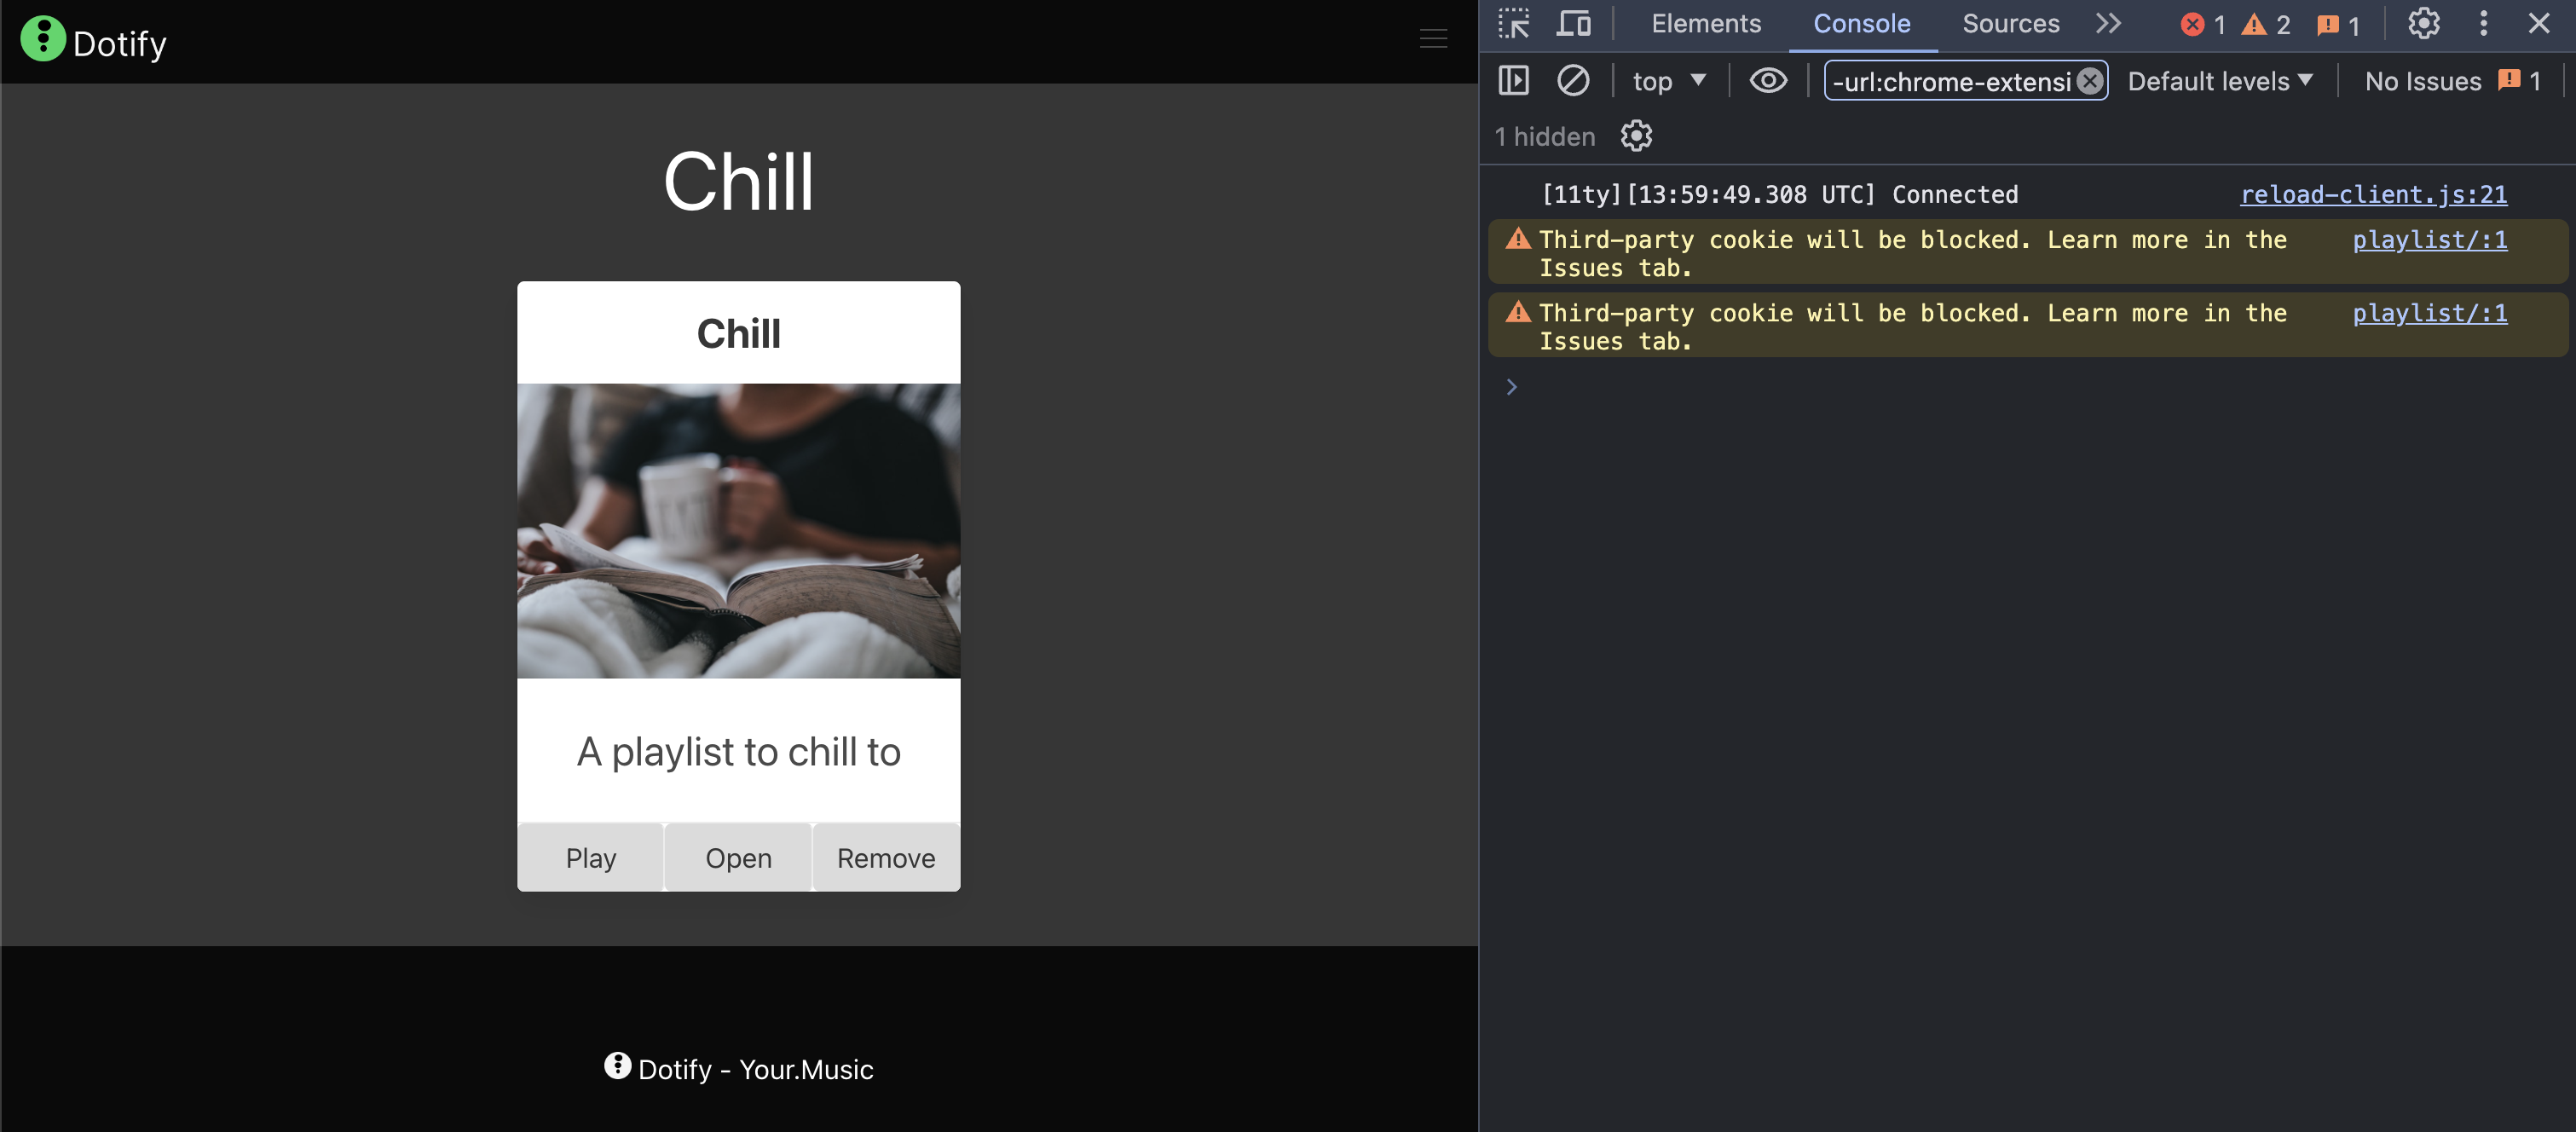 Dotify
Chill
Chill
A playlist to chill to
Play Open Remove
Dotify - Your.Music
Elements Console Sources 1 2 1
top -url:chrome-extensi Default levels No Issues 1
1 hidden
[11ty][13:59:49.308 UTC] Connected reload-client.js:21
Third-party cookie will be blocked. Learn more in the playlist/:1
Issues tab.
Third-party cookie will be blocked. Learn more in the playlist/:1
Issues tab.